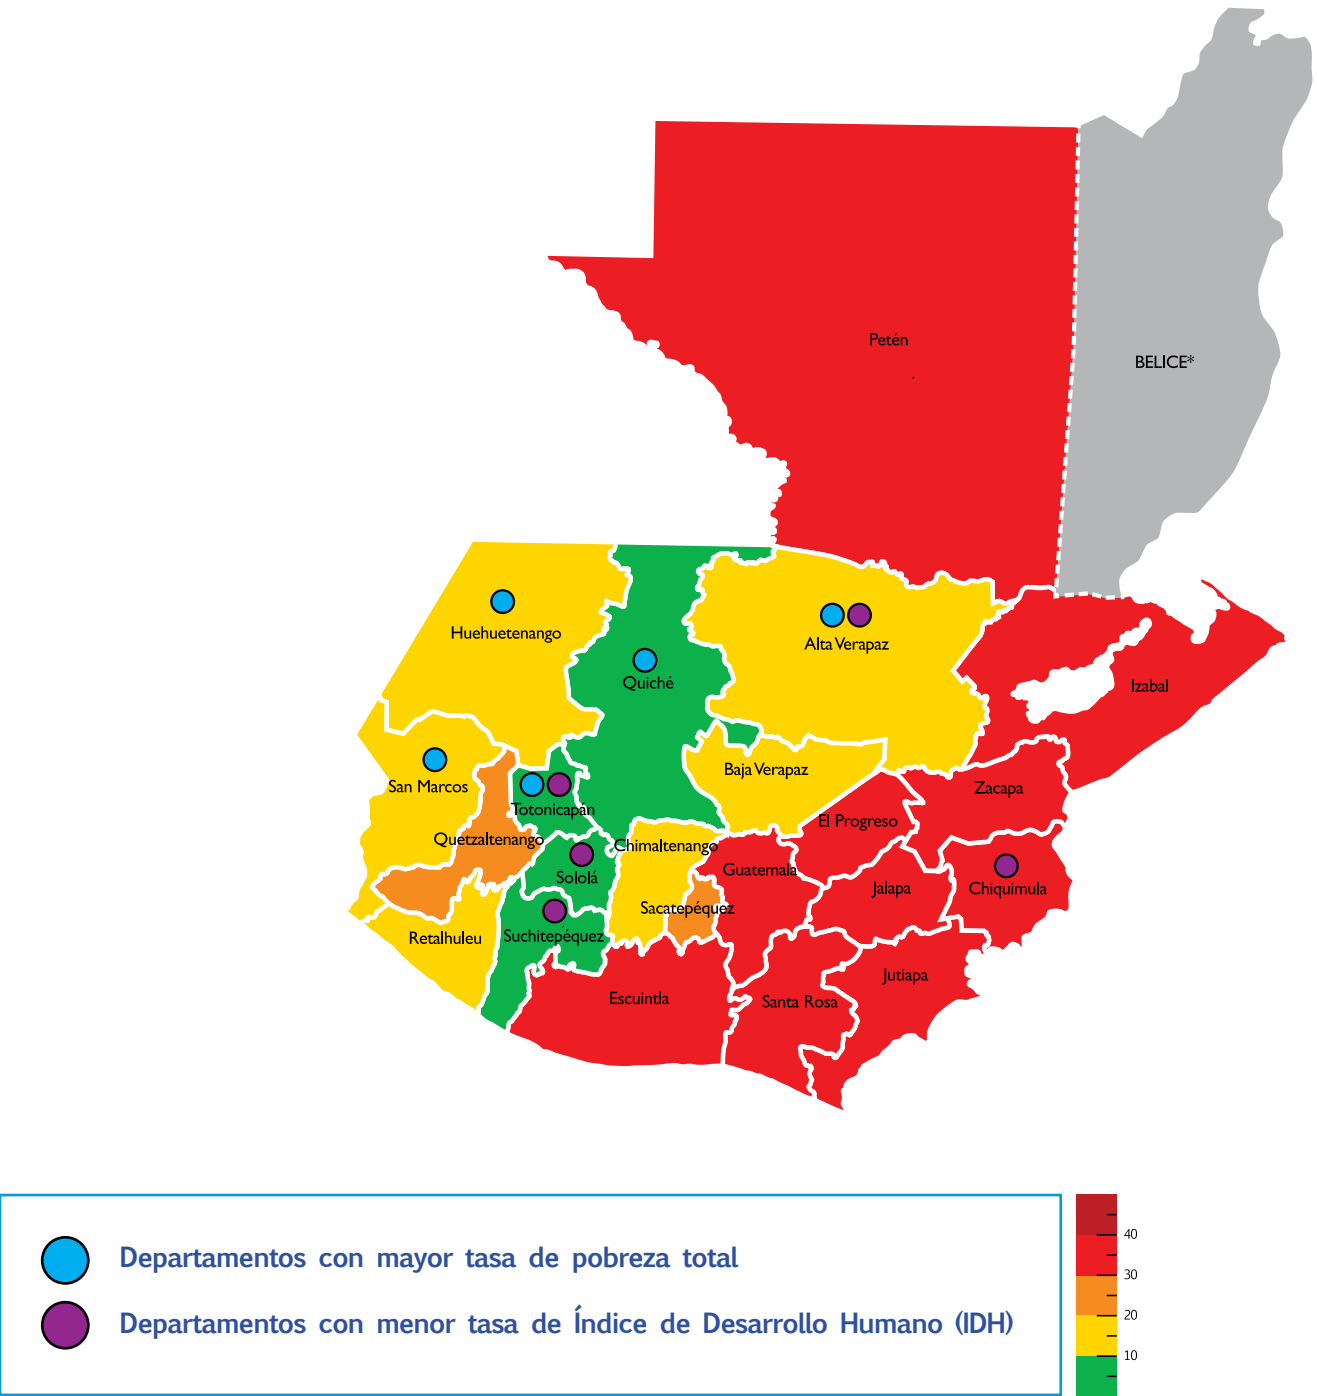 Petén
BELICE*
Huehuetenango
Alta Verapaz
Quiché
Izabal
San Marcos
Baja Verapaz
Zacapa
Totonicapán
El Progreso
Quetzaltenango
Chimaltenango
Guatemala
Sololá
Jalapa
Chiquimula
Sacatepéquez
Retalhuleu
Suchitepéquez
Jutiapa
Escuintla
Santa Rosa
Departamentos con mayor tasa de pobreza total
Departamentos con menor tasa de Índice de Desarrollo Humano (IDH)
40
30
20
10